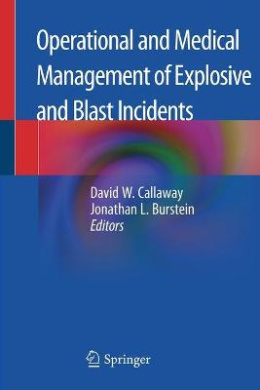 Operational and Medical
Management of Explosive
and Blast Incidents
David W. Callaway
Jonathan L. Burstein
Editors
Springer